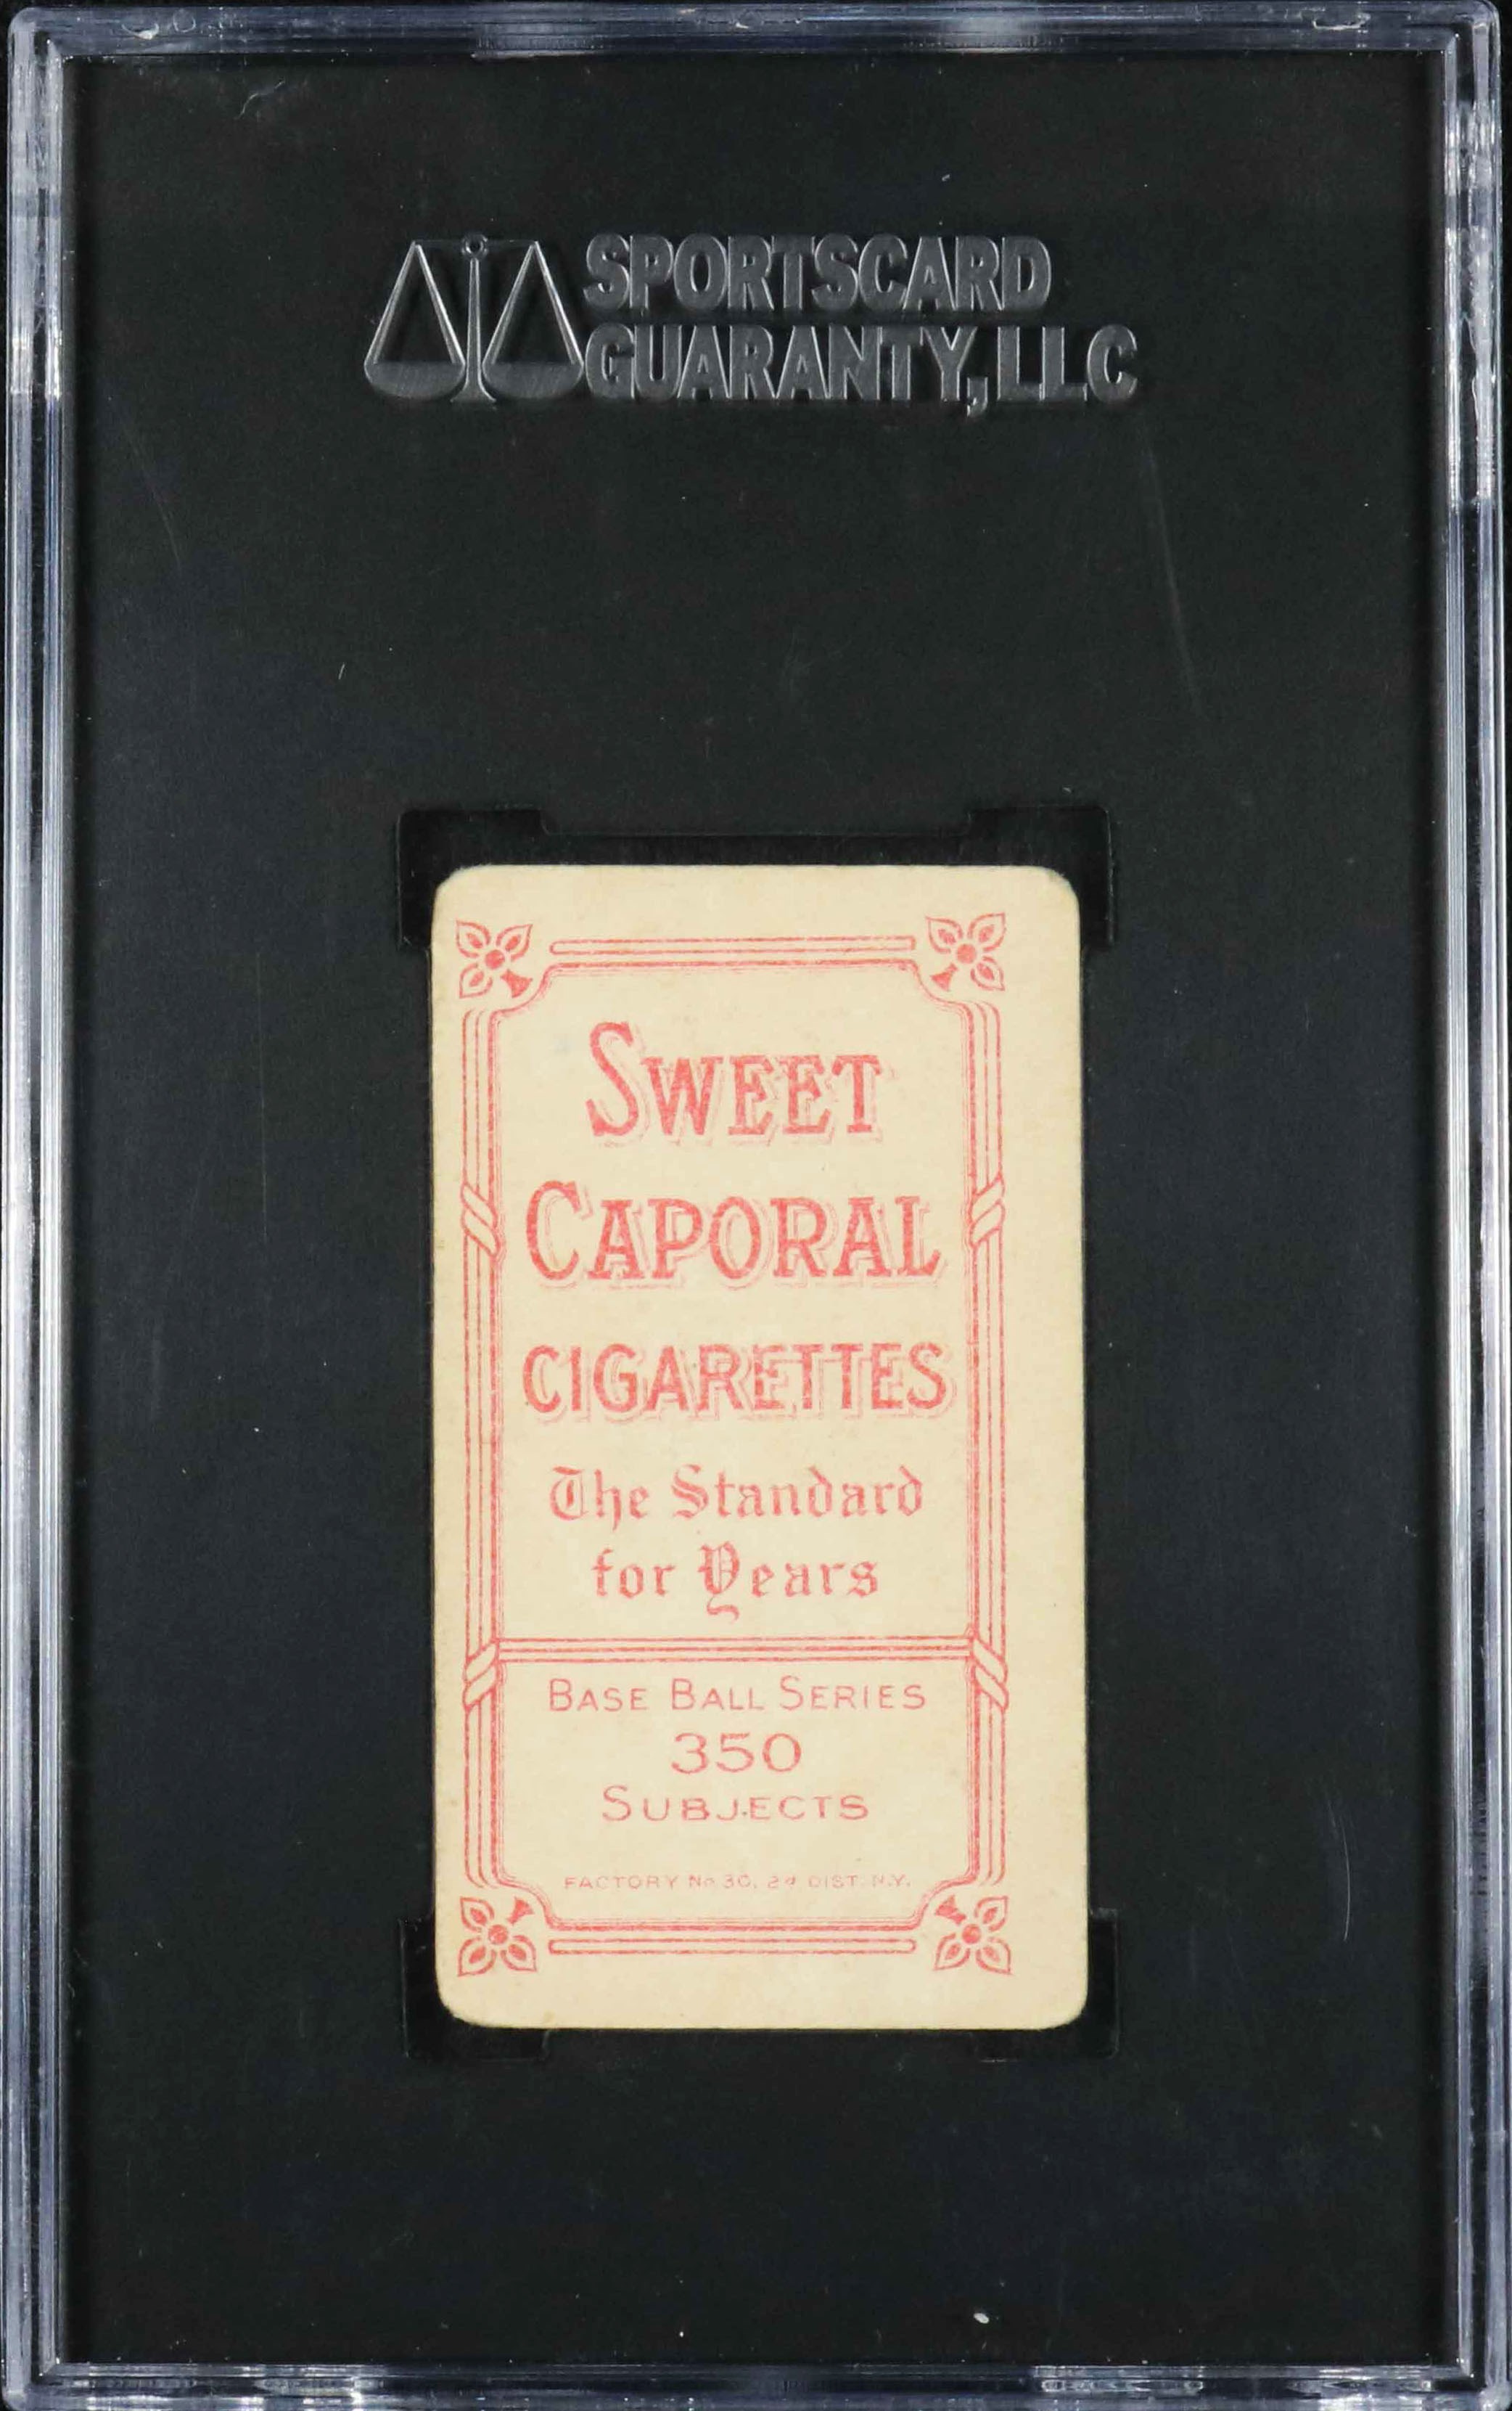 SPORTSCARD
GUARANTY, LLC
SWEET
CAPORAL
CIGARETTES
The Standard
for Years
BASE BALL SERIES
350
SUBJECTS
FACTORY No 30, 2d DIST. N.Y.